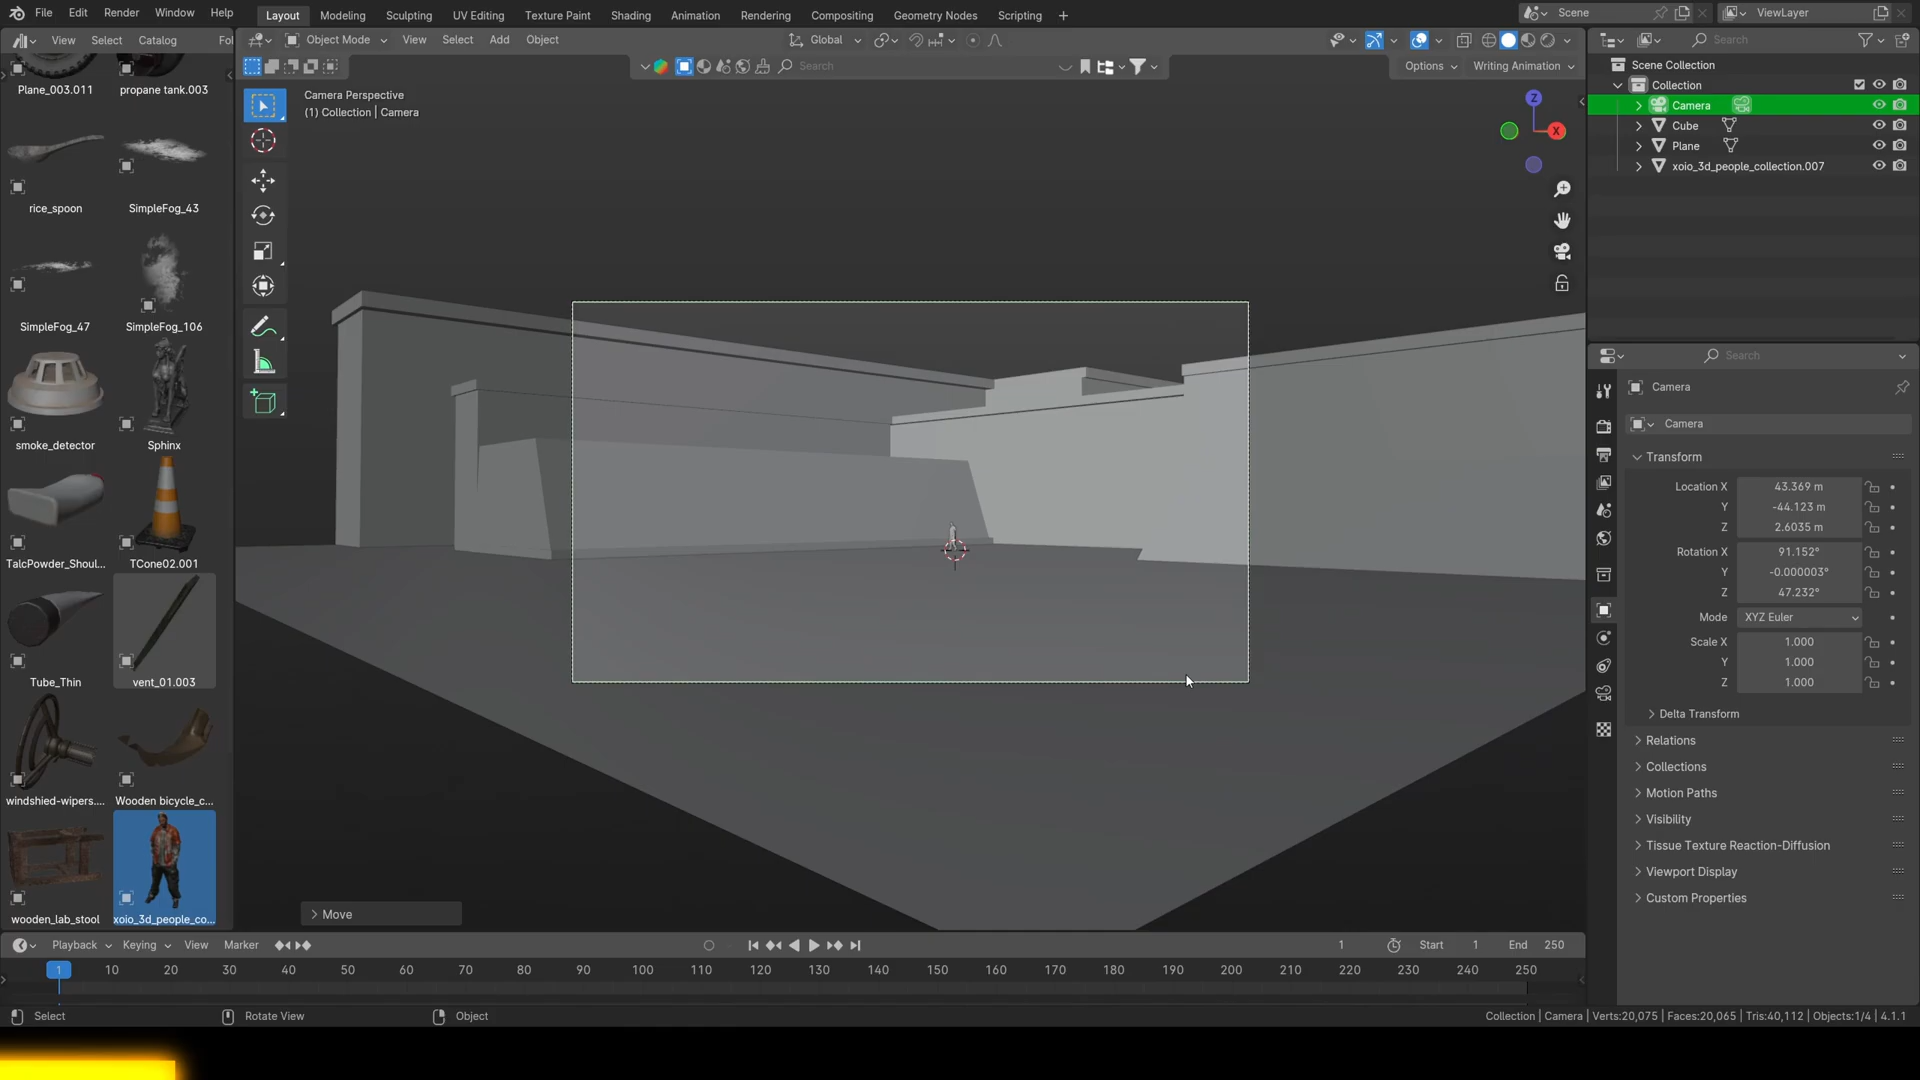 File Edit Render Window Help Layout Modeling Sculpting UV Editing Texture Paint Shading Animation Rendering Compositing Geometry Nodes Scripting Scene ViewLayer
View Select Catalog Fo
Object Mode View Select Add Object Global
Search
Search
Options Writing Animation
Plane_003.011 propane tank.003
rice_spoon SimpleFog_43
SimpleFog_47 SimpleFog_106
smoke_detector Sphinx
TalcPowder_Shoul... TCone02.001
Tube_Thin vent_01.003
windshied-wipers.... Wooden bicycle_c...
wooden_lab_stool xoio_3d_people_co...
Camera Perspective
(1) Collection | Camera
Z
X
Move
Scene Collection
Collection
Camera
Cube
Plane
xoio_3d_people_collection.007
Search
Camera
Camera
Transform
Location X 43.369 m
Y -44.123 m
Z 2.6035 m
Rotation X 91.152°
Y -0.000003°
Z 47.232°
Mode XYZ Euler
Scale X 1.000
Y 1.000
Z 1.000
Delta Transform
Relations
Collections
Motion Paths
Visibility
Tissue Texture Reaction-Diffusion
Viewport Display
Custom Properties
Playback Keying View Marker 1 Start 1 End 250
1 10 20 30 40 50 60 70 80 90 100 110 120 130 140 150 160 170 180 190 200 210 220 230 240 250
Select Rotate View Object Collection | Camera | Verts:20,075 | Faces:20,065 | Tris:40,112 | Objects:1/4 | 4.1.1